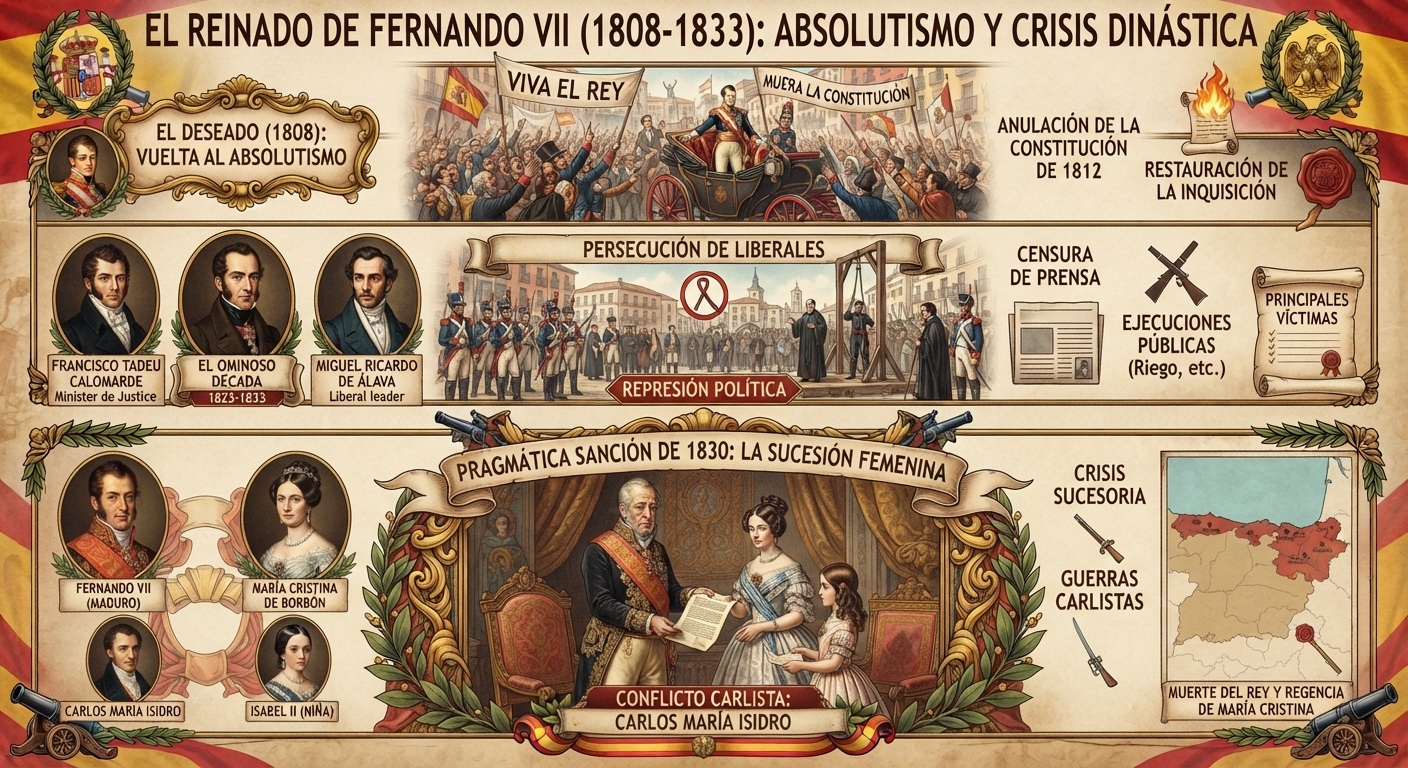 EL REINADO DE FERNANDO VII (1808-1833): ABSOLUTISMO Y CRISIS DINÁSTICA
EL DESEADO (1808):
VUELTA AL ABSOLUTISMO
VIVA EL REY
MUERA LA CONSTITUCIÓN
ANULACIÓN DE LA
CONSTITUCIÓN
DE 1812
RESTAURACIÓN DE
LA INQUISICIÓN
FRANCISCO TADEU
CALOMARDE
Minister de Justice
EL OMINOSO
DÉCADA
1823-1833
MIGUEL RICARDO
DE ÁLAVA
Liberal leader
PERSECUCIÓN DE LIBERALES
REPRESIÓN POLÍTICA
CENSURA
DE PRENSA
EJECUCIONES
PÚBLICAS
(Riego, etc.)
PRINCIPALES
VÍCTIMAS
FERNANDO VII
(MADURO)
MARÍA CRISTINA
DE BORBÓN
CARLOS MARÍA ISIDRO
ISABEL II (NIÑA)
PRAGMÁTICA SANCIÓN DE 1830: LA SUCESIÓN FEMENINA
CONFLICTO CARLISTA:
CARLOS MARÍA ISIDRO
CRISIS
SUCESORIA
GUERRAS
CARLISTAS
MUERTE DEL REY Y REGENCIA
DE MARÍA CRISTINA